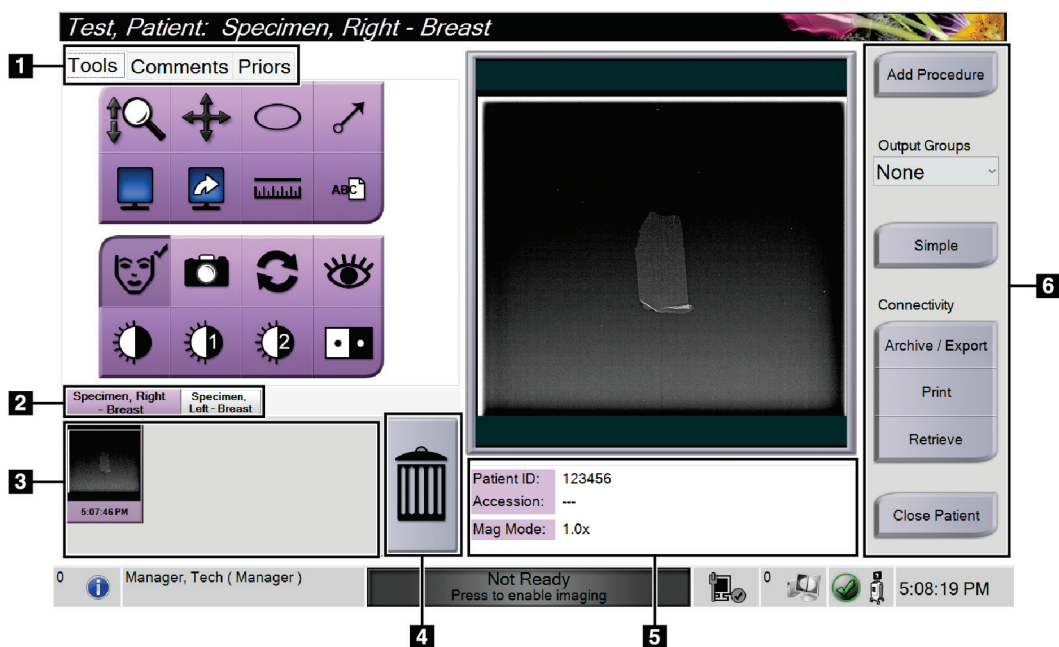 Test, Patient: Specimen, Right - Breast
1
Tools Comments Priors
ABC
1
2
2
Specimen, Right
- Breast
Specimen,
Left - Breast
3
5:07:46 PM
4
Patient ID: 123456
Accession: ---
Mag Mode: 1.0x
5
Add Procedure
Output Groups
None
Simple
Connectivity
Archive / Export
Print
Retrieve
Close Patient
6
0
i
Manager, Tech ( Manager )
Not Ready
Press to enable imaging
0
5:08:19 PM